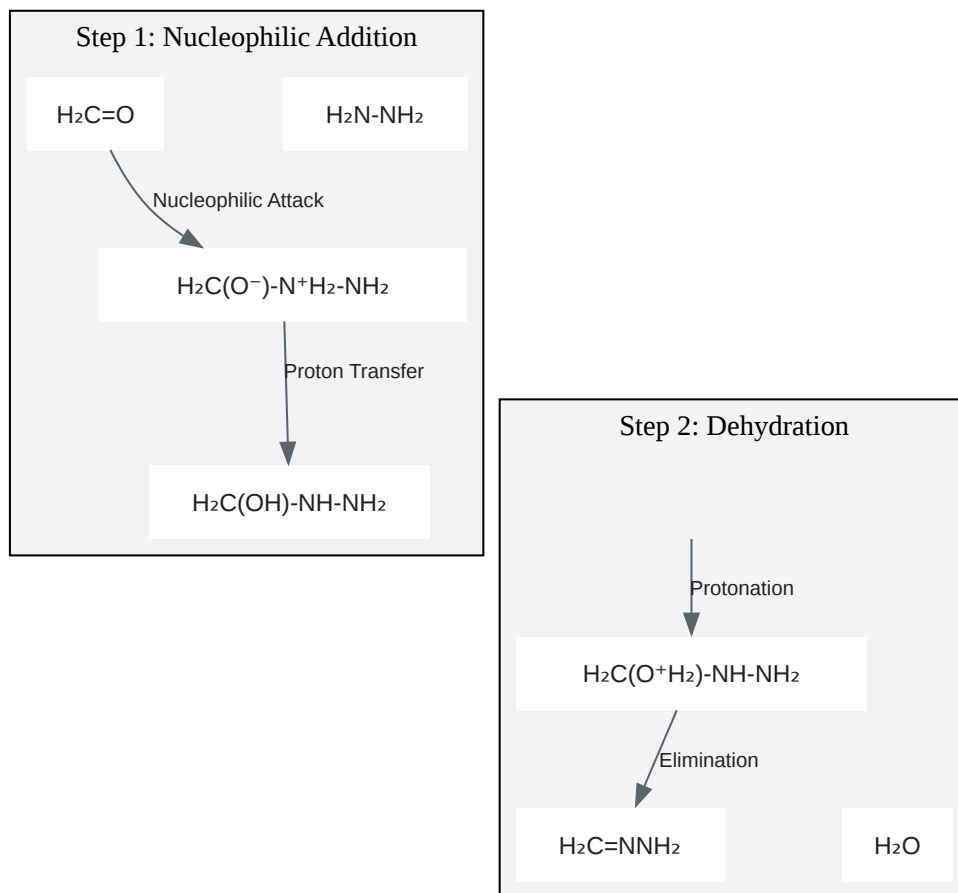 Step 1: Nucleophilic Addition
H₂C=O
H₂N-NH₂
Nucleophilic Attack
H₂C(O⁻)-N⁺H₂-NH₂
Proton Transfer
H₂C(OH)-NH-NH₂
Step 2: Dehydration
Protonation
H₂C(O⁺H₂)-NH-NH₂
Elimination
H₂C=NNH₂
H₂O